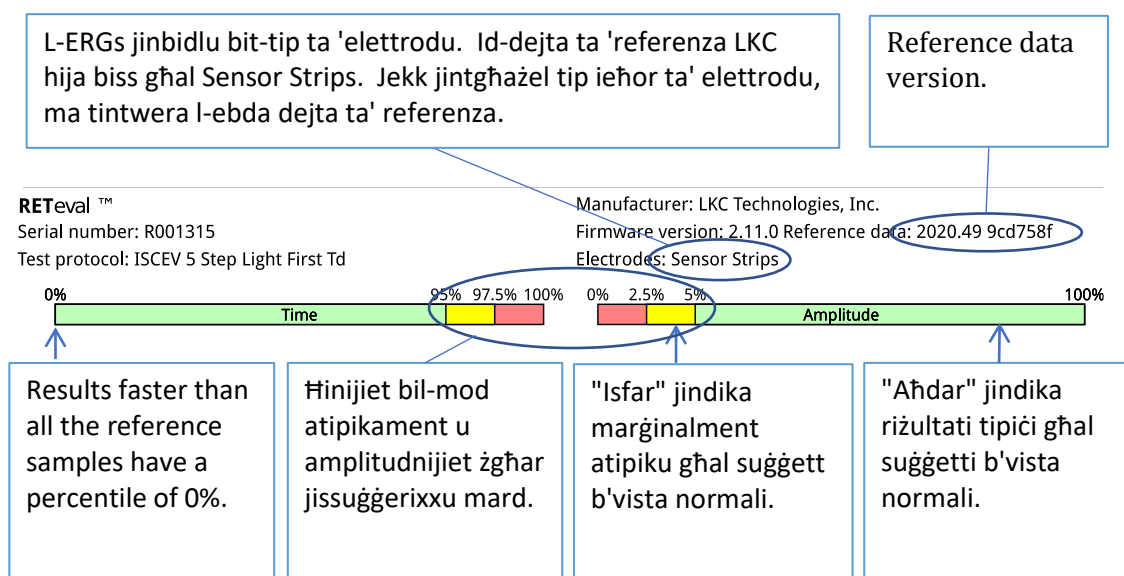 L-ERGs jinbidlu bit-tip ta 'elettrodu.  Id-dejta ta 'referenza LKC
hija biss għal Sensor Strips.  Jekk jintgħażel tip ieħor ta' elettrodu,
ma tintwera l-ebda dejta ta' referenza.
Reference data
version.
RETeval ™
Serial number: R001315
Test protocol: ISCEV 5 Step Light First Td
Manufacturer: LKC Technologies, Inc.
Firmware version: 2.11.0 Reference data: 2020.49 9cd758f
Electrodes: Sensor Strips
0% 95% 97.5% 100%
Time
0% 2.5% 5% 100%
Amplitude
Results faster than
all the reference
samples have a
percentile of 0%.
Ħinijiet bil-mod
atipikament u
amplitudnijiet żgħar
jissuġġerixxu mard.
"Isfar" jindika
marġinalment
atipiku għal suġġett
b'vista normali.
"Aħdar" jindika
riżultati tipiċi għal
suġġetti b'vista
normali.